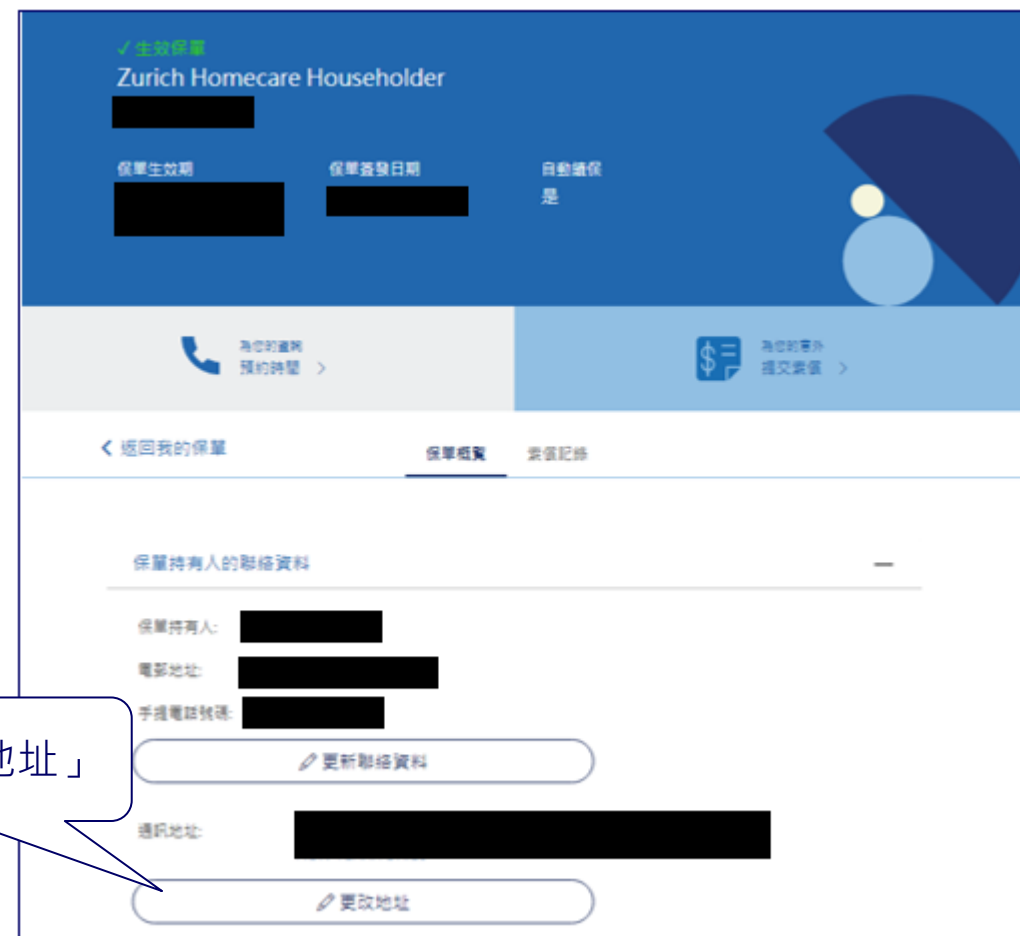 ✓生效保單
Zurich Homecare Householder
保單生效期
保單簽發日期
自動續保
是
為您的查詢
預約時間 >
為您的意外
提交索償 >
返回我的保單
保單概覽
索償記錄
保單持有人的聯絡資料
保單持有人:
電郵地址:
手提電話號碼:
地址」
更新聯絡資料
通訊地址:
更改地址